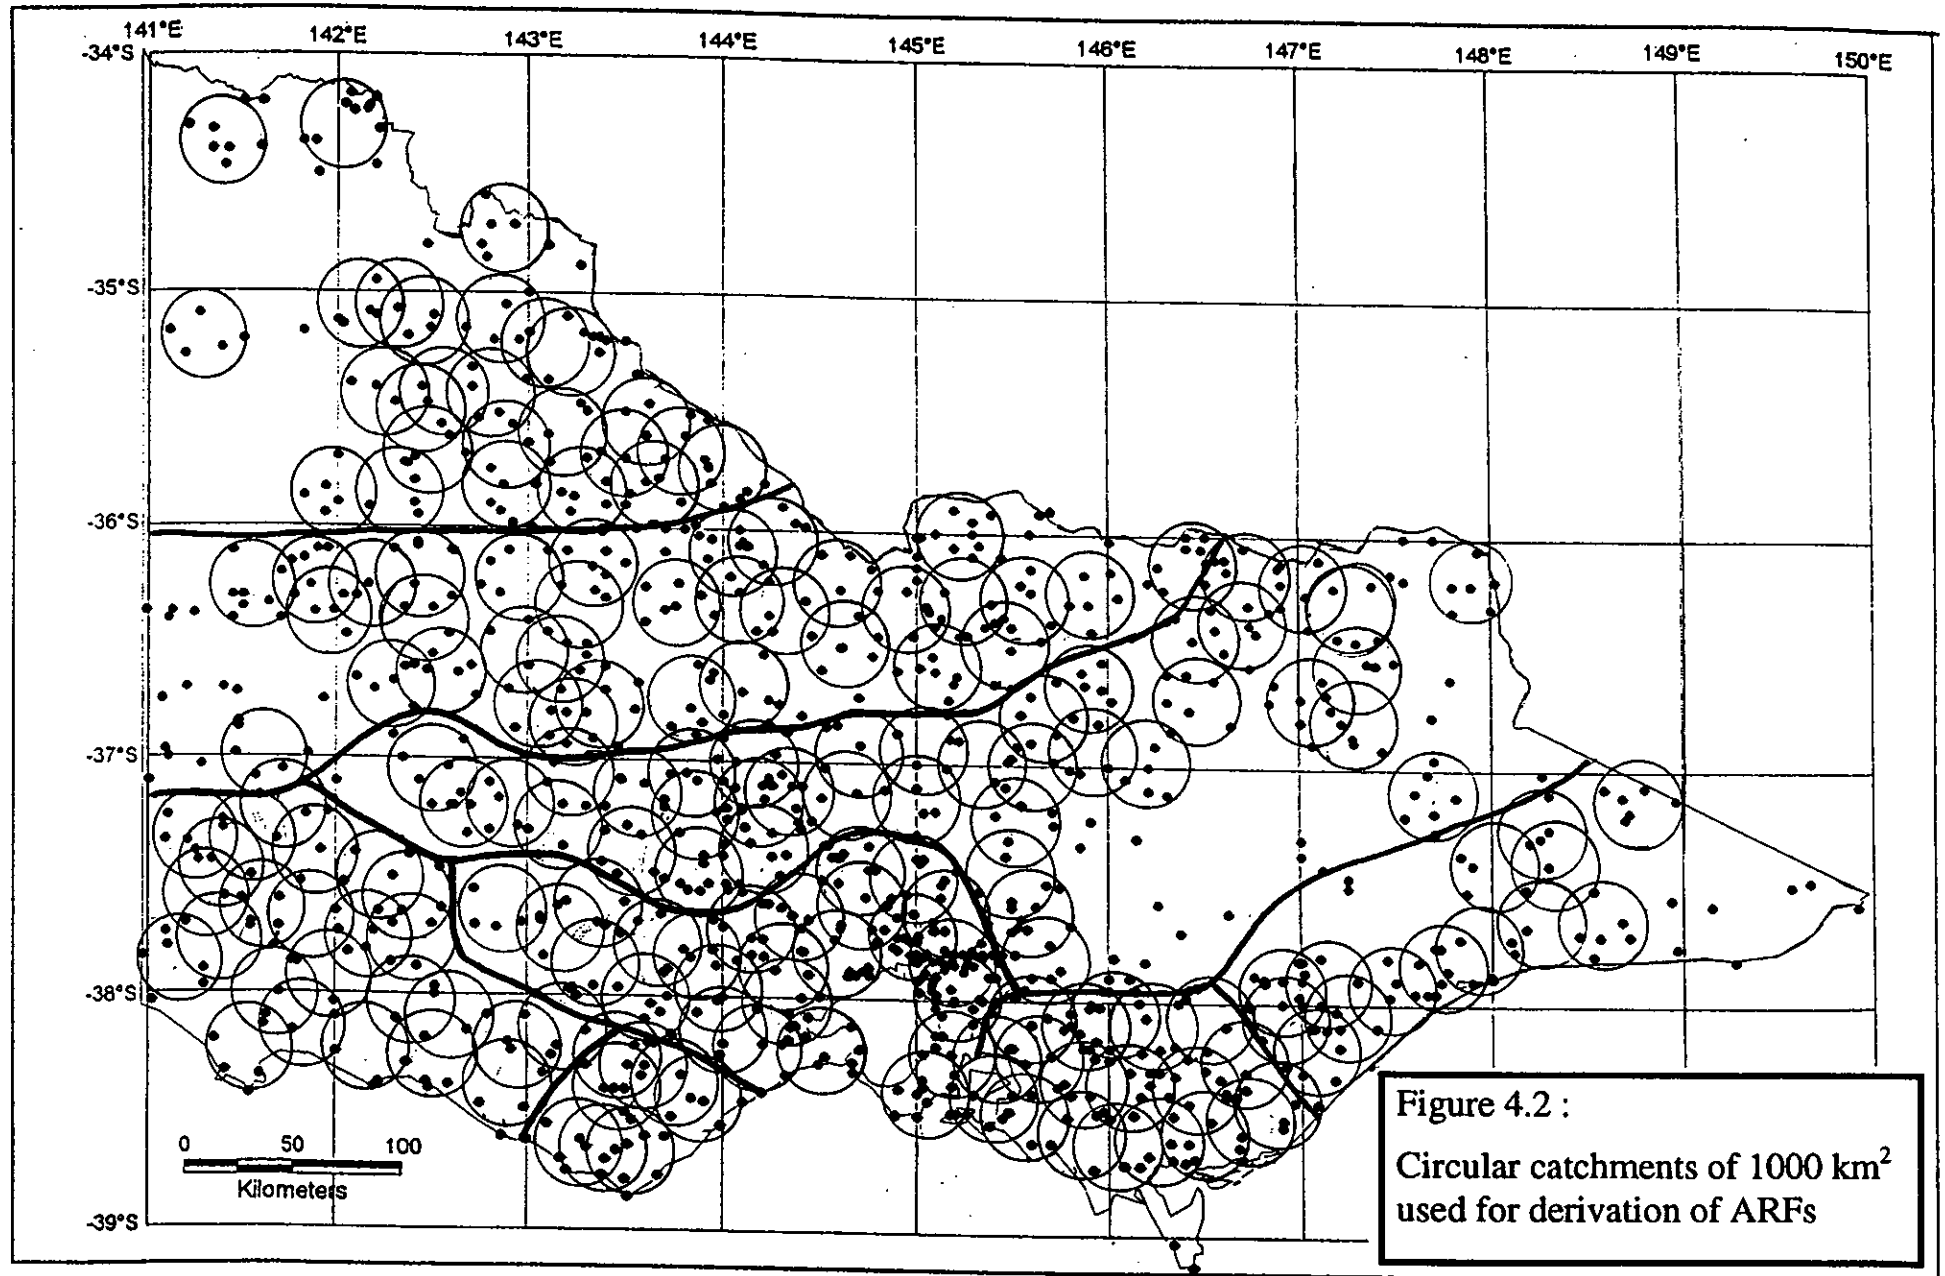 141°E 142°E 143°E 144°E 145°E 146°E 147°E 148°E 149°E 150°E
-34°S
-35°S
-36°S
-37°S
-38°S
-39°S
0 50 100
Kilometers
Figure 4.2 :
Circular catchments of 1000 km²
used for derivation of ARFs